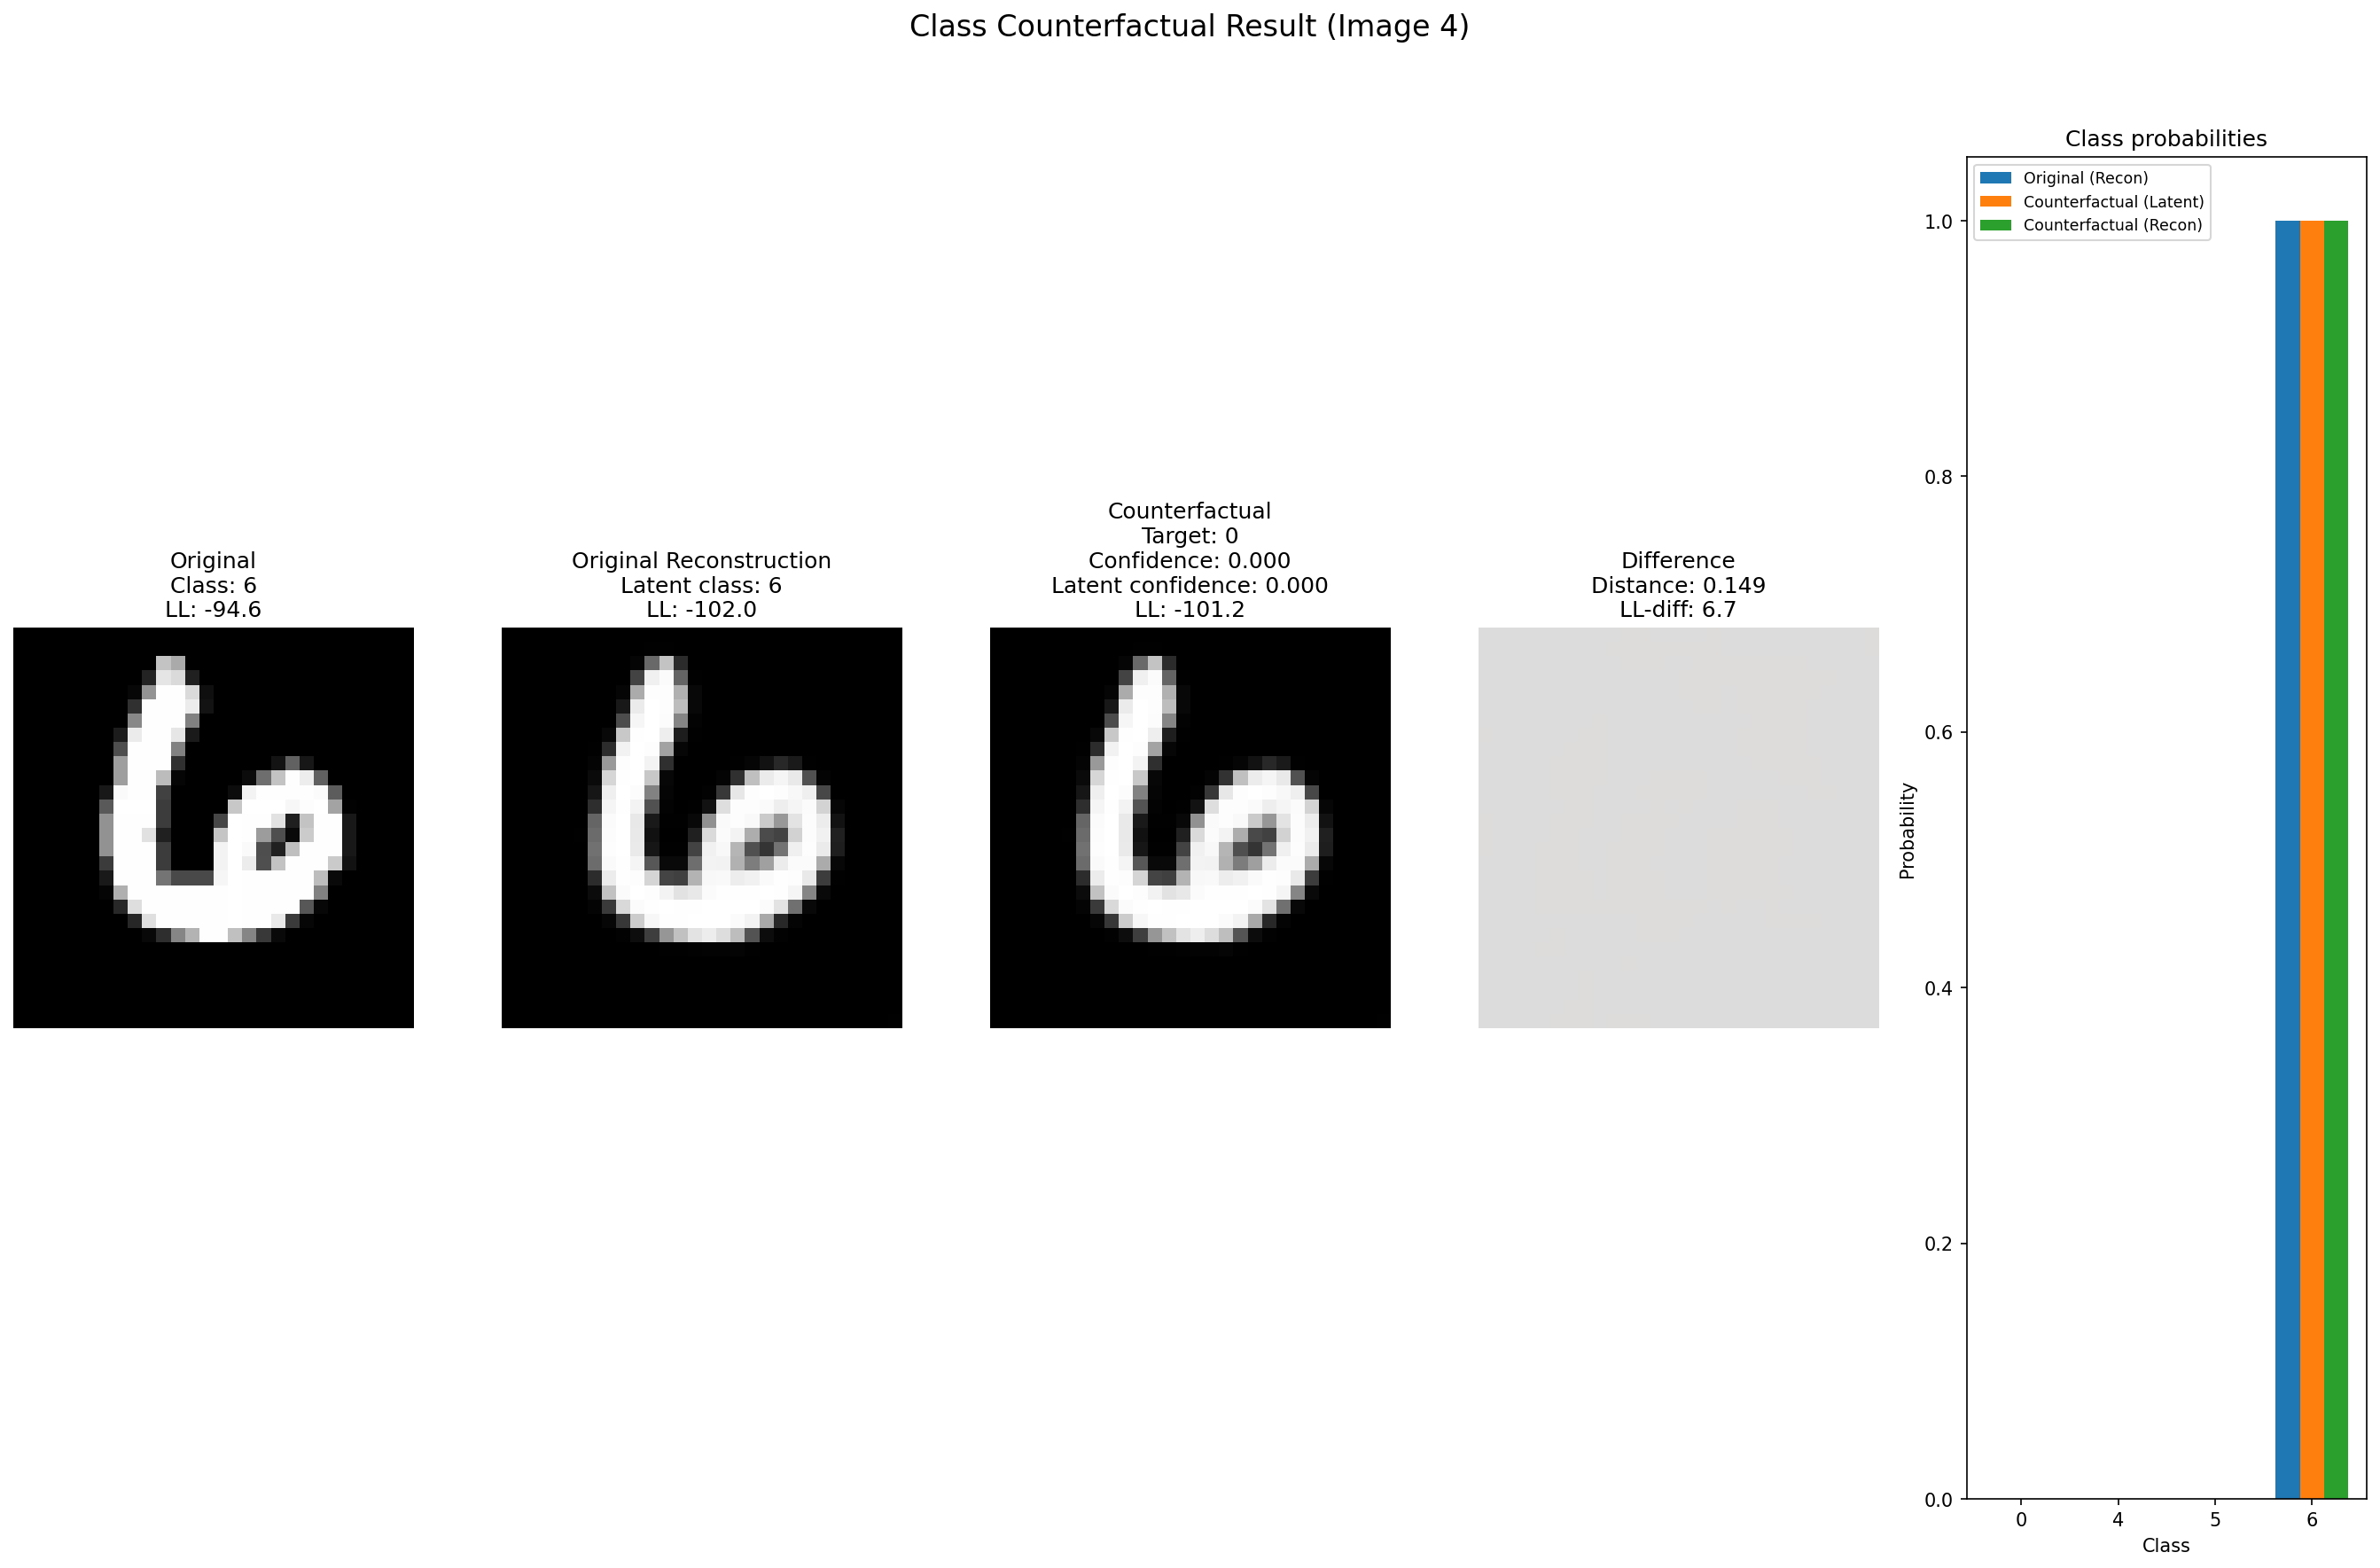 Class Counterfactual Result (Image 4)
Original
Class: 6
LL: -94.6
Original Reconstruction
Latent class: 6
LL: -102.0
Counterfactual
Target: 0
Confidence: 0.000
Latent confidence: 0.000
LL: -101.2
Difference
Distance: 0.149
LL-diff: 6.7
Class probabilities
Original (Recon)
Counterfactual (Latent)
Counterfactual (Recon)
1.0
0.8
0.6
0.4
0.2
0.0
Probability
0 4 5 6
Class
6
6
6